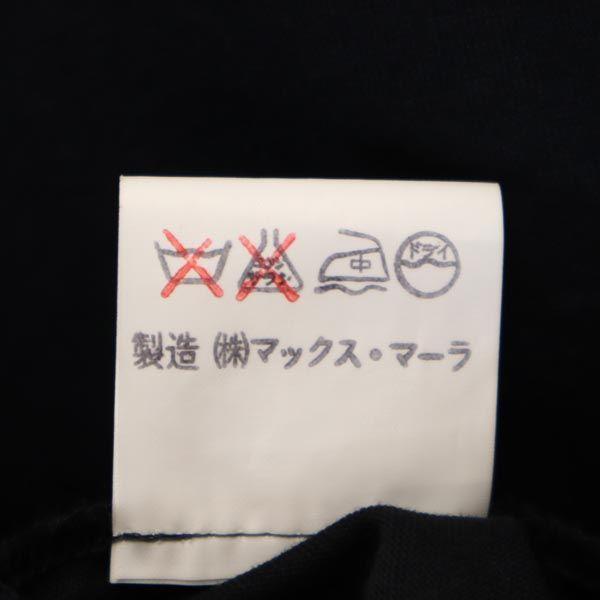 中 ドライ
製造 ㈱マックス・マーラ